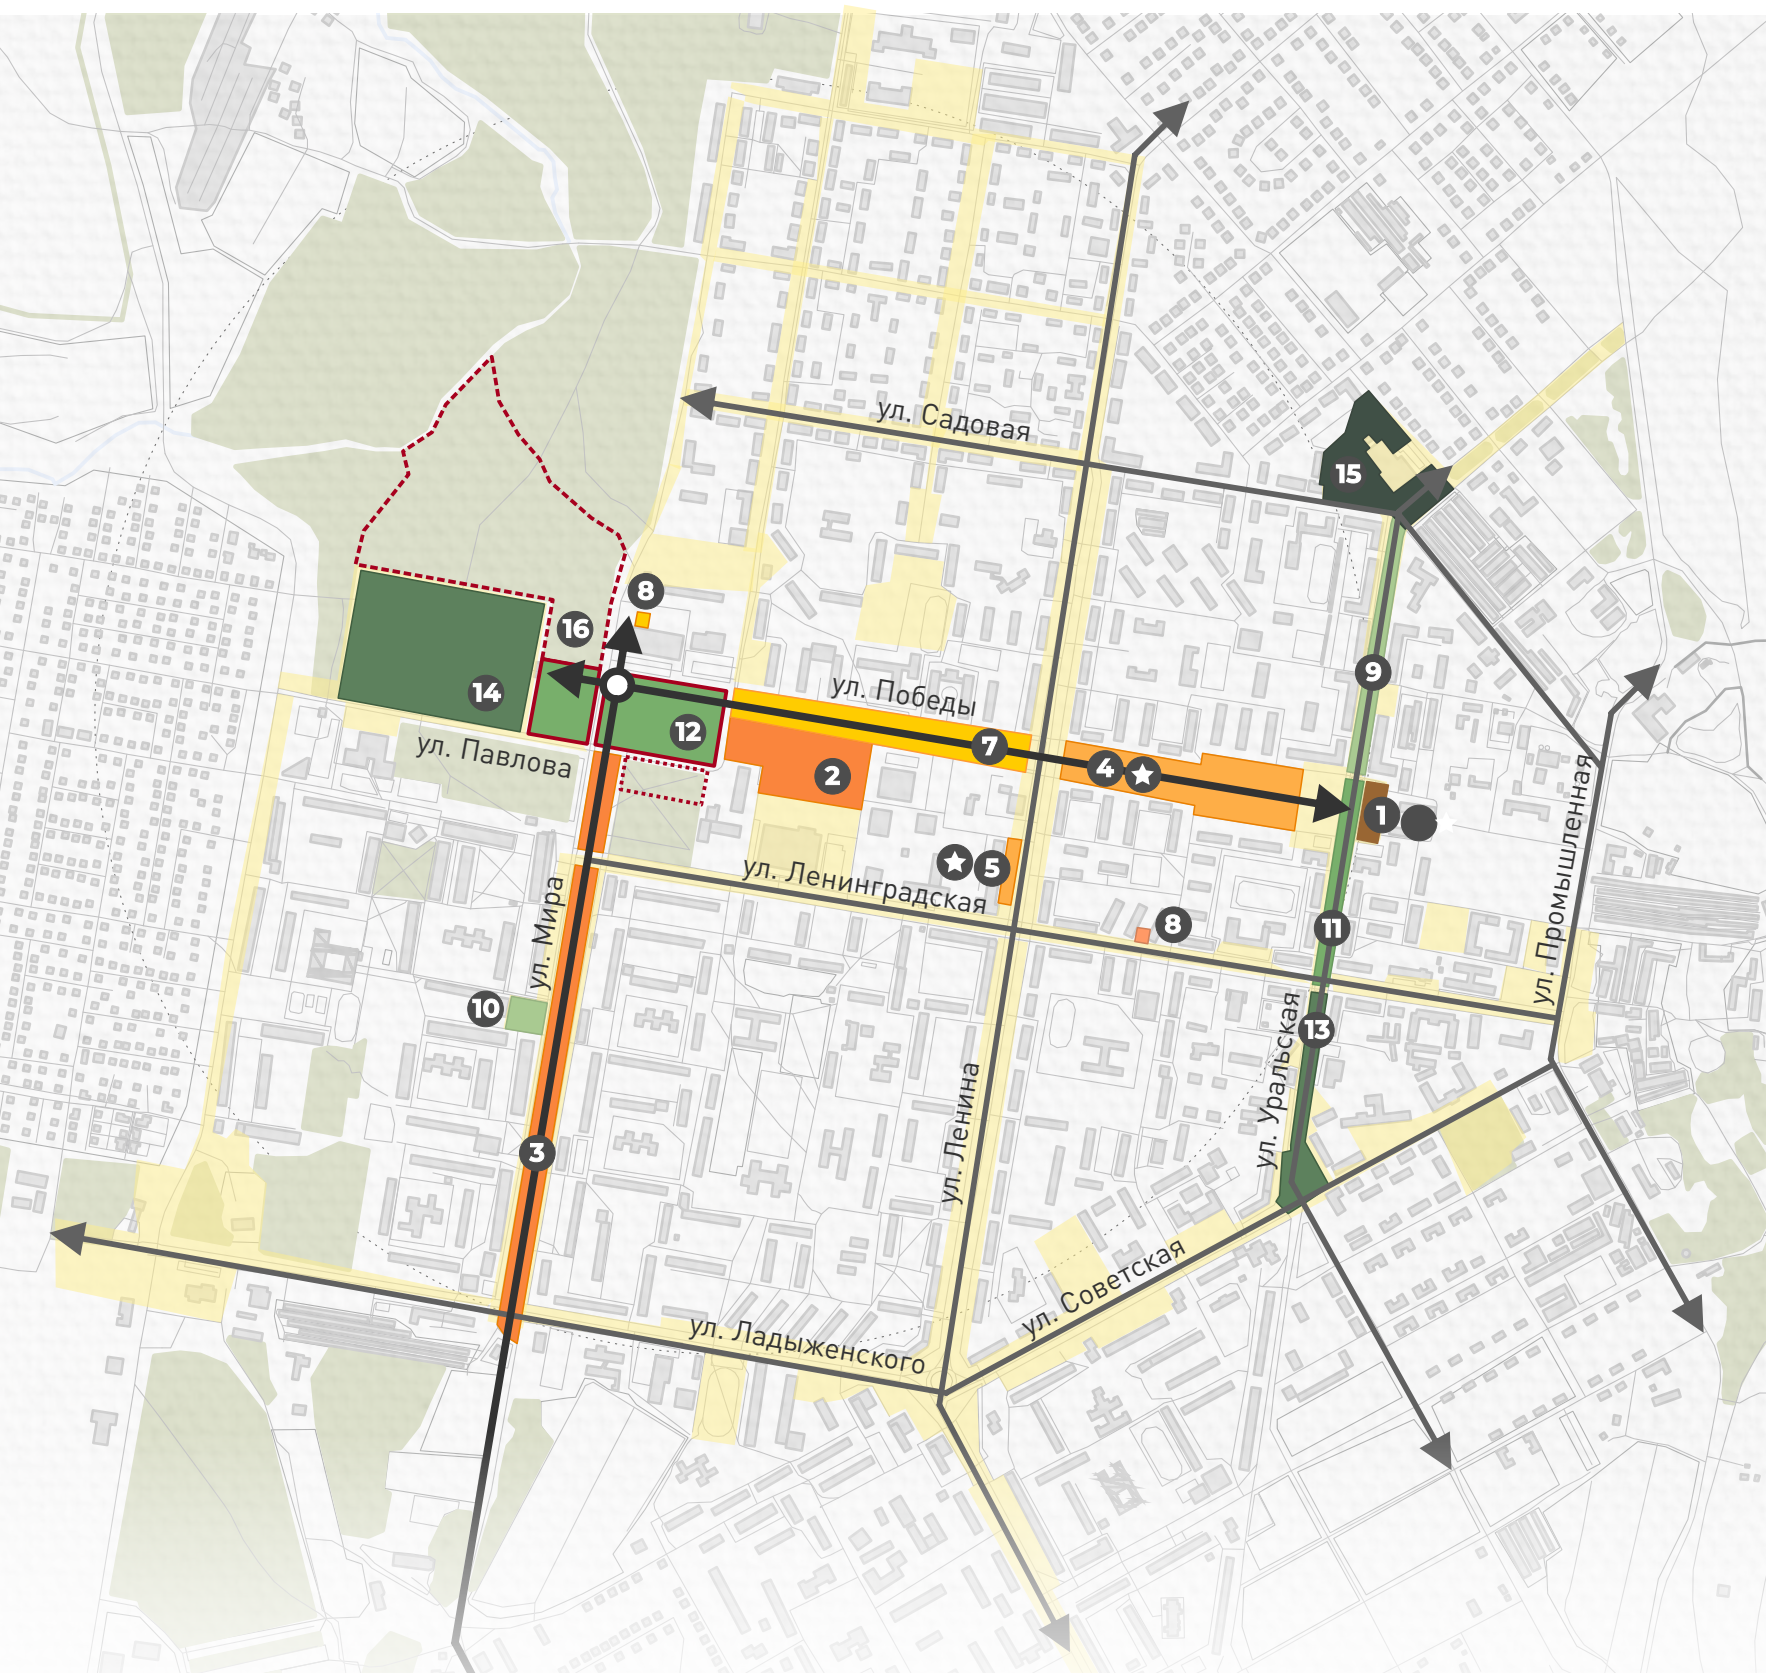 ул. Садовая
15
8
16
9
14
ул. Победы
12
7
ул. Павлова
4
2
1
ул. Промышленная
5
ул. Ленинградская
ул. Мира
8
11
10
13
ул. Уральская
ул. Ленина
3
ул. Советская
ул. Ладыженского